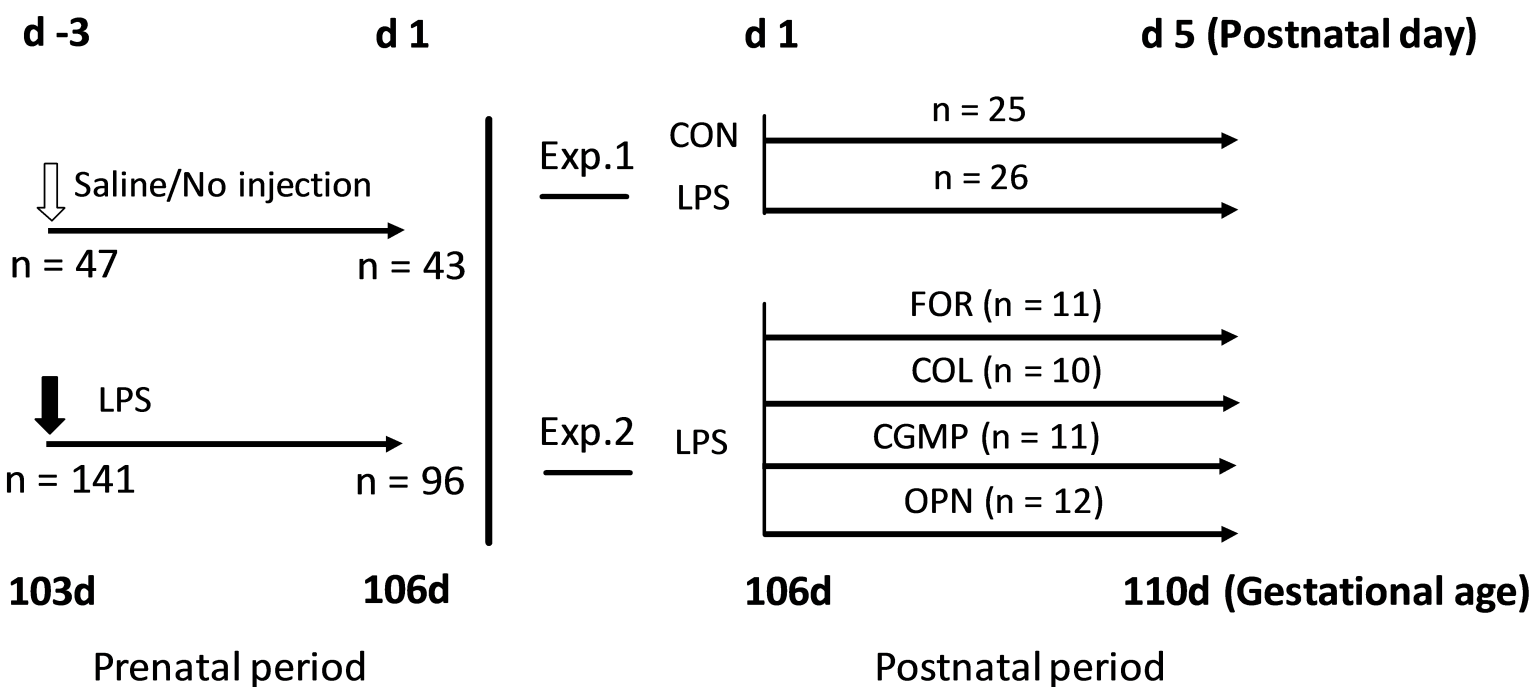 d -3
d 1
d 1
d 5 (Postnatal day)
Saline/No injection
n = 47
n = 43
LPS
n = 141
n = 96
Exp.1
CON
n = 25
LPS
n = 26
Exp.2
LPS
FOR (n = 11)
COL (n = 10)
CGMP (n = 11)
OPN (n = 12)
103d
106d
106d
110d (Gestational age)
Prenatal period
Postnatal period